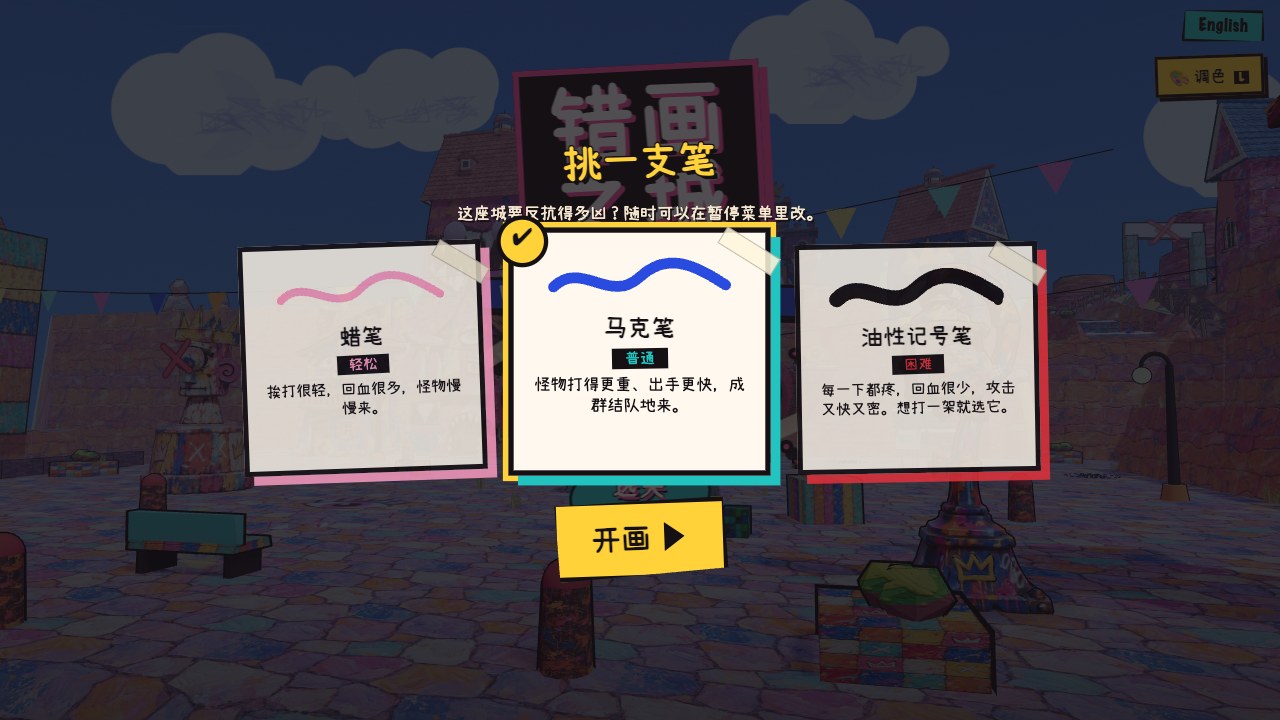 English
调色 L
错画
挑一支笔
这座城要反抗得多凶？随时可以在暂停菜单里改。
蜡笔
轻松
挨打很轻，回血很多，怪物慢
慢来。
马克笔
普通
怪物打得更重、出手更快，成
群结队地来。
油性记号笔
困难
每一下都疼，回血很少，攻击
又快又密。想打一架就选它。
开画